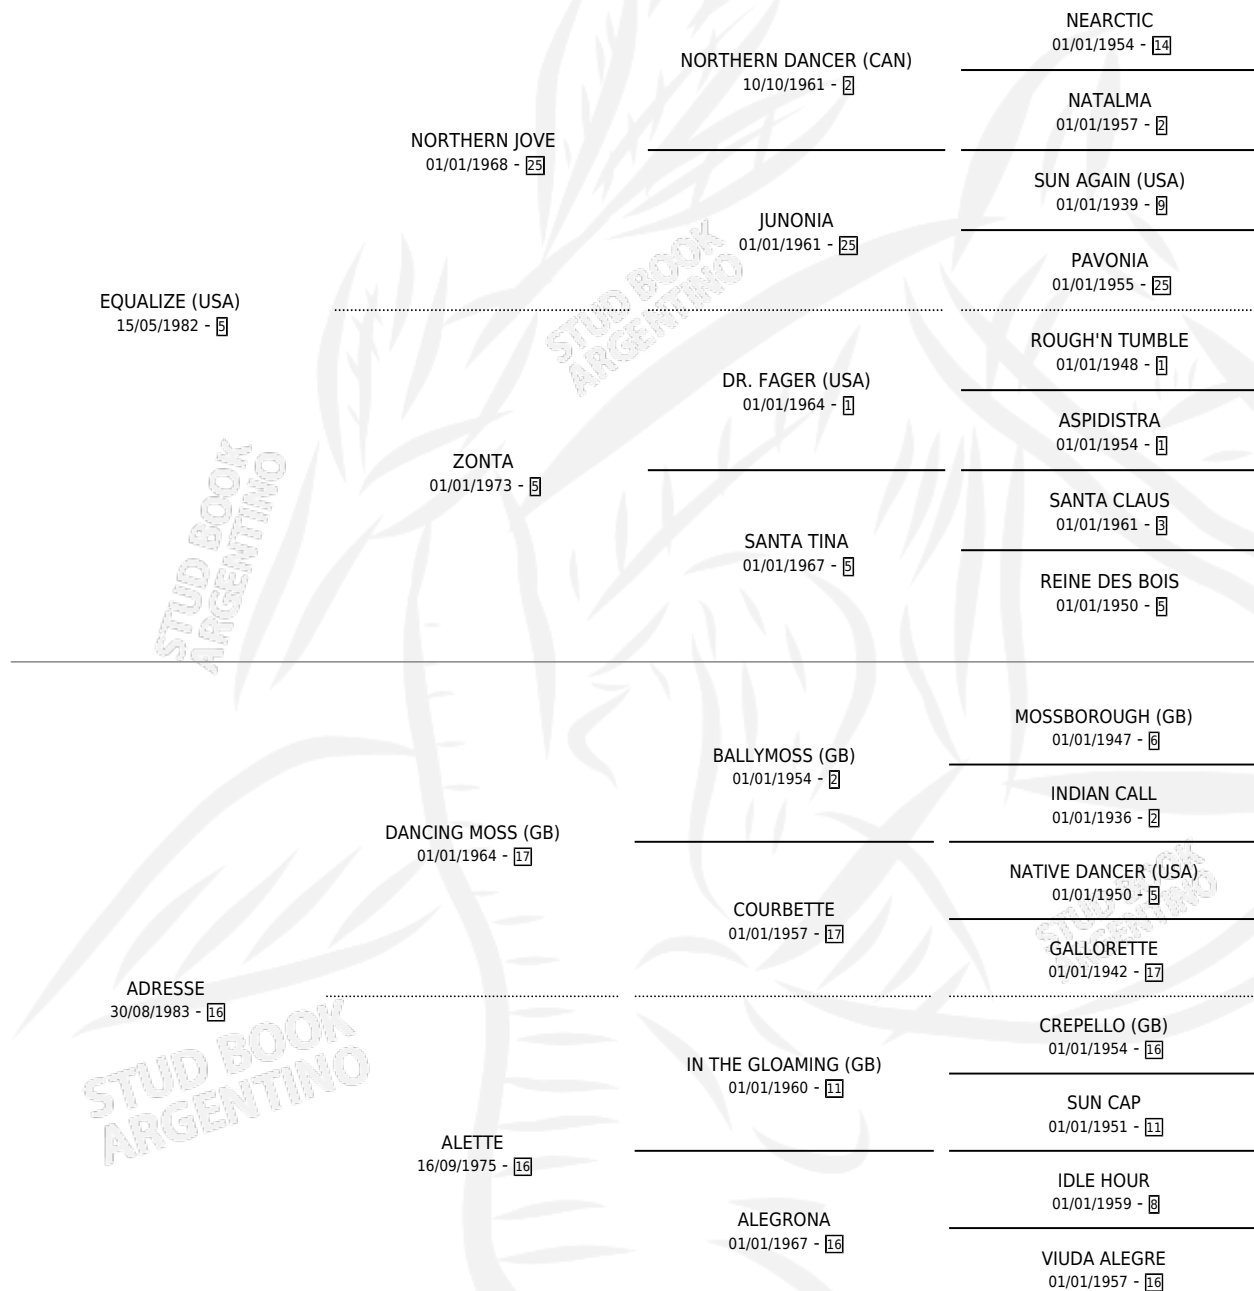 NEARCTIC
01/01/1954 - 14
NORTHERN DANCER (CAN)
10/10/1961 - 2
NATALMA
01/01/1957 - 2
NORTHERN JOVE
01/01/1968 - 25
SUN AGAIN (USA)
01/01/1939 - 9
JUNONIA
01/01/1961 - 25
PAVONIA
01/01/1955 - 25
EQUALIZE (USA)
15/05/1982 - 5
ROUGH'N TUMBLE
01/01/1948 - 1
DR. FAGER (USA)
01/01/1964 - 1
ASPIDISTRA
01/01/1954 - 1
ZONTA
01/01/1973 - 5
SANTA CLAUS
01/01/1961 - 3
SANTA TINA
01/01/1967 - 5
REINE DES BOIS
01/01/1950 - 5
MOSSBOROUGH (GB)
01/01/1947 - 6
BALLYMOSS (GB)
01/01/1954 - 2
INDIAN CALL
01/01/1936 - 2
DANCING MOSS (GB)
01/01/1964 - 17
NATIVE DANCER (USA)
01/01/1950 - 5
COURBETTE
01/01/1957 - 17
GALLORETTE
01/01/1942 - 17
ADRESSE
30/08/1983 - 16
CREPELLO (GB)
01/01/1954 - 16
IN THE GLOAMING (GB)
01/01/1960 - 11
SUN CAP
01/01/1951 - 11
ALETTE
16/09/1975 - 16
IDLE HOUR
01/01/1959 - 8
ALEGRONA
01/01/1967 - 16
VIUDA ALEGRE
01/01/1957 - 16
STUD BOOK
ARGENTINO
STUD BOOK
ARGENTINO
STUD BOOK
ARGENTINO
STUD BOOK
ARGENTINO